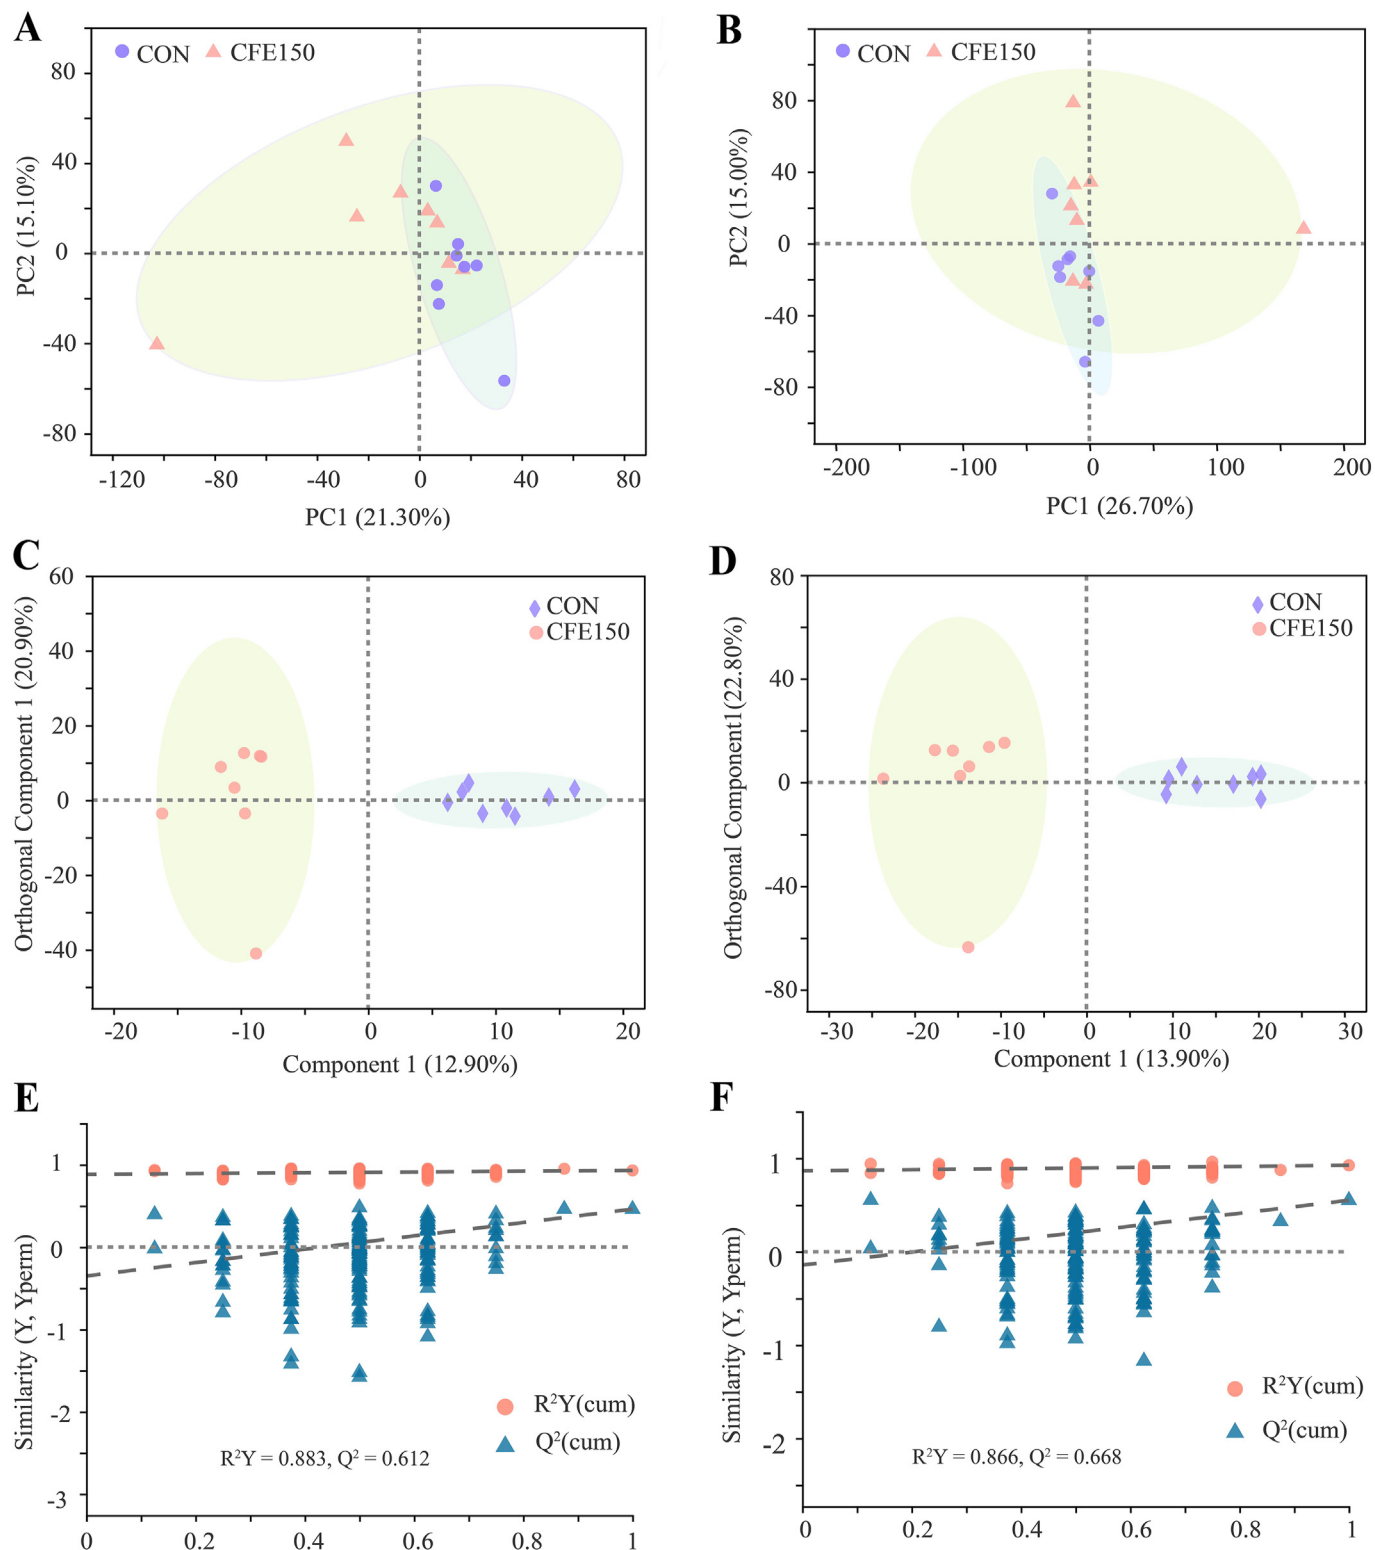 A
CON CFE150
80
40
0
-40
-80
PC2 (15.10%)
-120 -80 -40 0 40 80
PC1 (21.30%)
B
CON CFE150
80
40
0
-40
-80
PC2 (15.00%)
-200 -100 0 100 200
PC1 (26.70%)
C
60
40
20
0
-20
-40
Orthogonal Component 1 (20.90%)
CON
CFE150
-20 -10 0 10 20
Component 1 (12.90%)
D
80
40
0
-40
-80
Orthogonal Component1(22.80%)
CON
CFE150
-30 -20 -10 0 10 20 30
Component 1 (13.90%)
E
1
0
-1
-2
-3
Similarity (Y, Yperm)
R²Y(cum)
Q²(cum)
R²Y = 0.883, Q² = 0.612
0 0.2 0.4 0.6 0.8 1
F
1
0
-1
-2
Similarity (Y, Yperm)
R²Y(cum)
Q²(cum)
R²Y = 0.866, Q² = 0.668
0 0.2 0.4 0.6 0.8 1